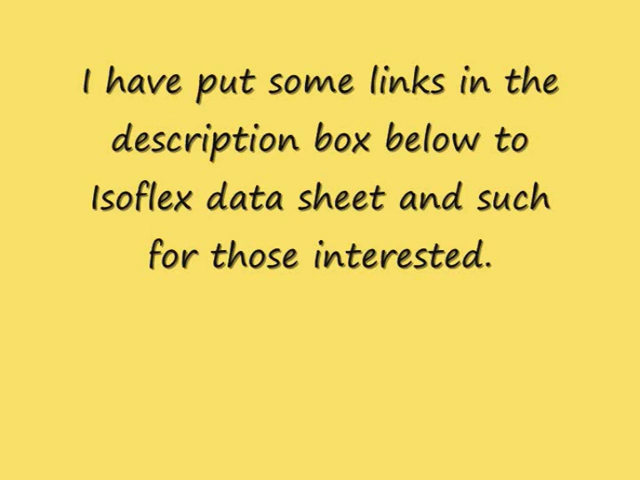 I have put some links in the
description box below to
Isoflex data sheet and such
for those interested.